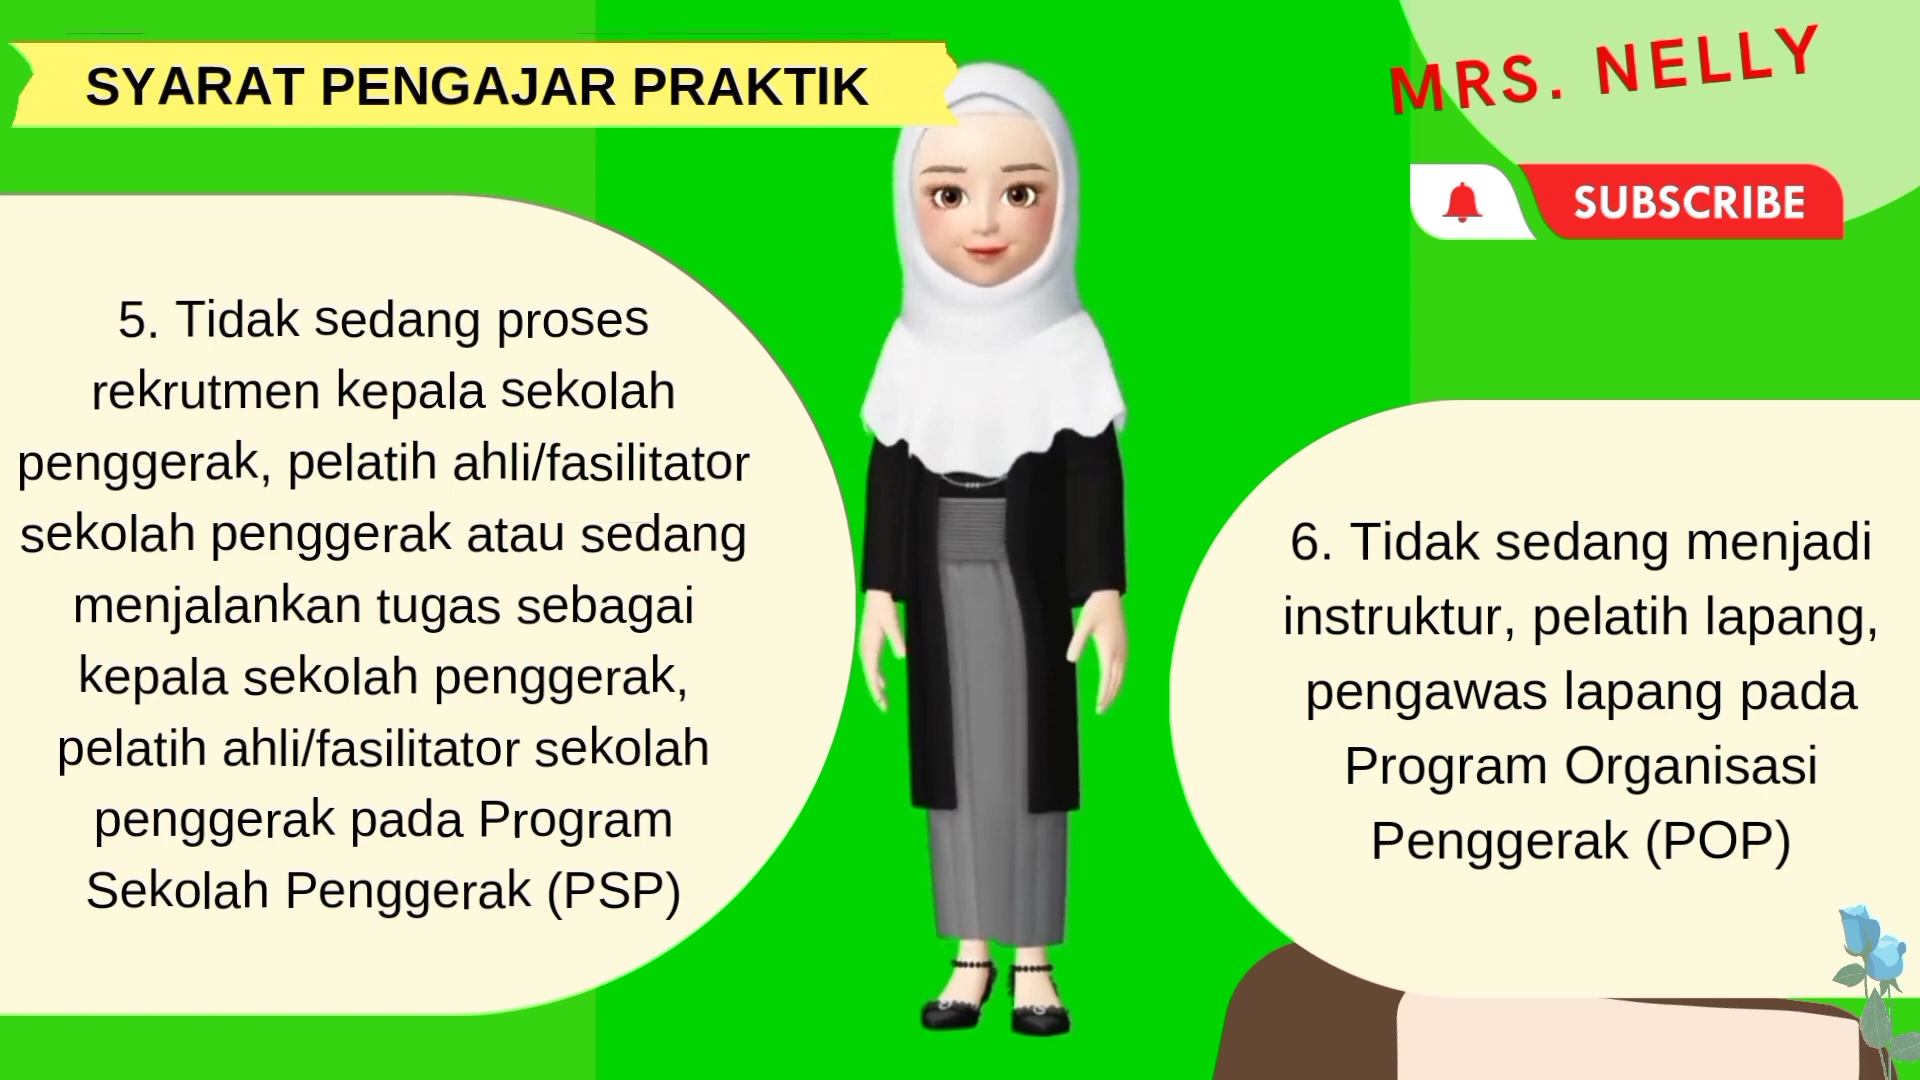 SYARAT PENGAJAR PRAKTIK
MRS. NELLY
SUBSCRIBE
5. Tidak sedang proses
rekrutmen kepala sekolah
penggerak, pelatih ahli/fasilitator
sekolah penggerak atau sedang
menjalankan tugas sebagai
kepala sekolah penggerak,
pelatih ahli/fasilitator sekolah
penggerak pada Program
Sekolah Penggerak (PSP)
6. Tidak sedang menjadi
instruktur, pelatih lapang,
pengawas lapang pada
Program Organisasi
Penggerak (POP)